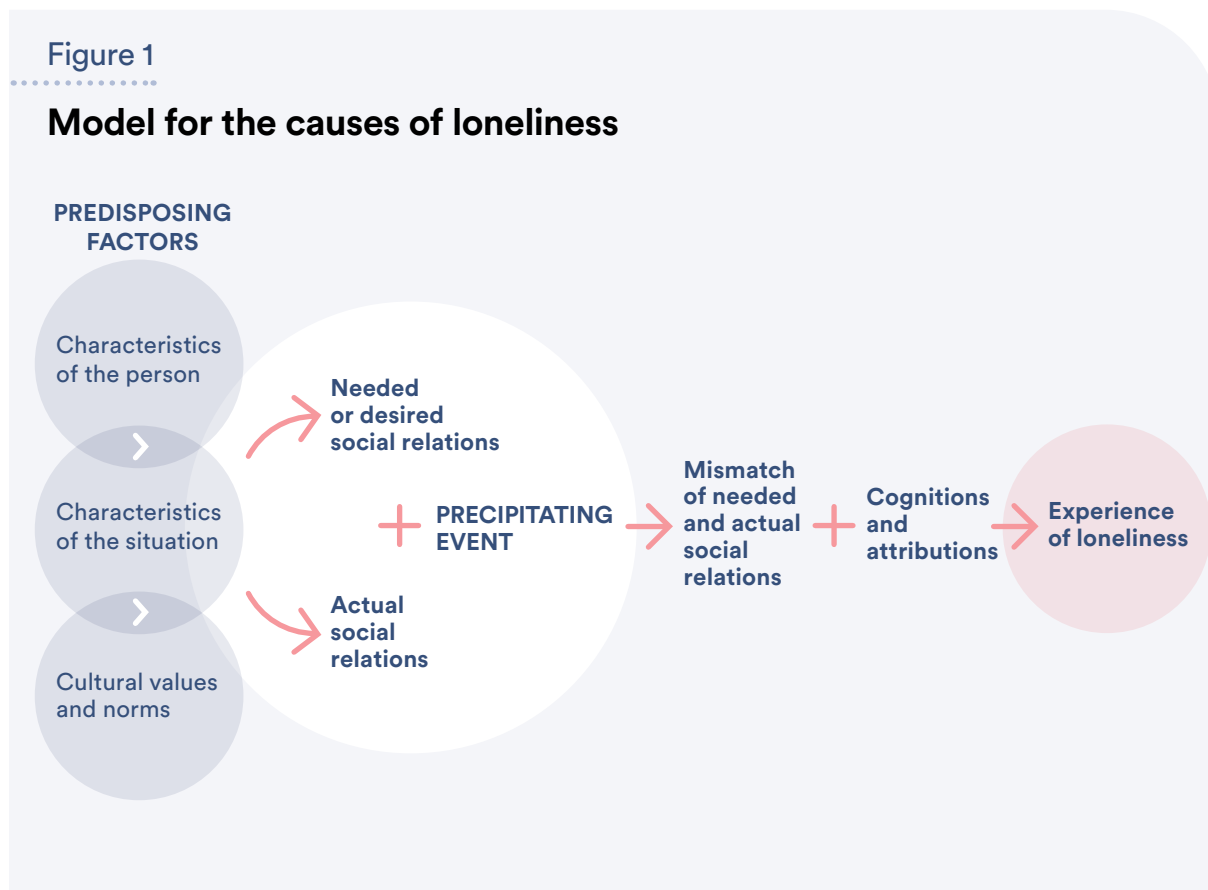 Figure 1
Model for the causes of loneliness
PREDISPOSING
FACTORS
Characteristics
of the person
Characteristics
of the situation
Cultural values
and norms
Needed
or desired
social relations
PRECIPITATING
EVENT
Actual
social
relations
Mismatch
of needed
and actual
social
relations
Cognitions
and
attributions
Experience
of loneliness